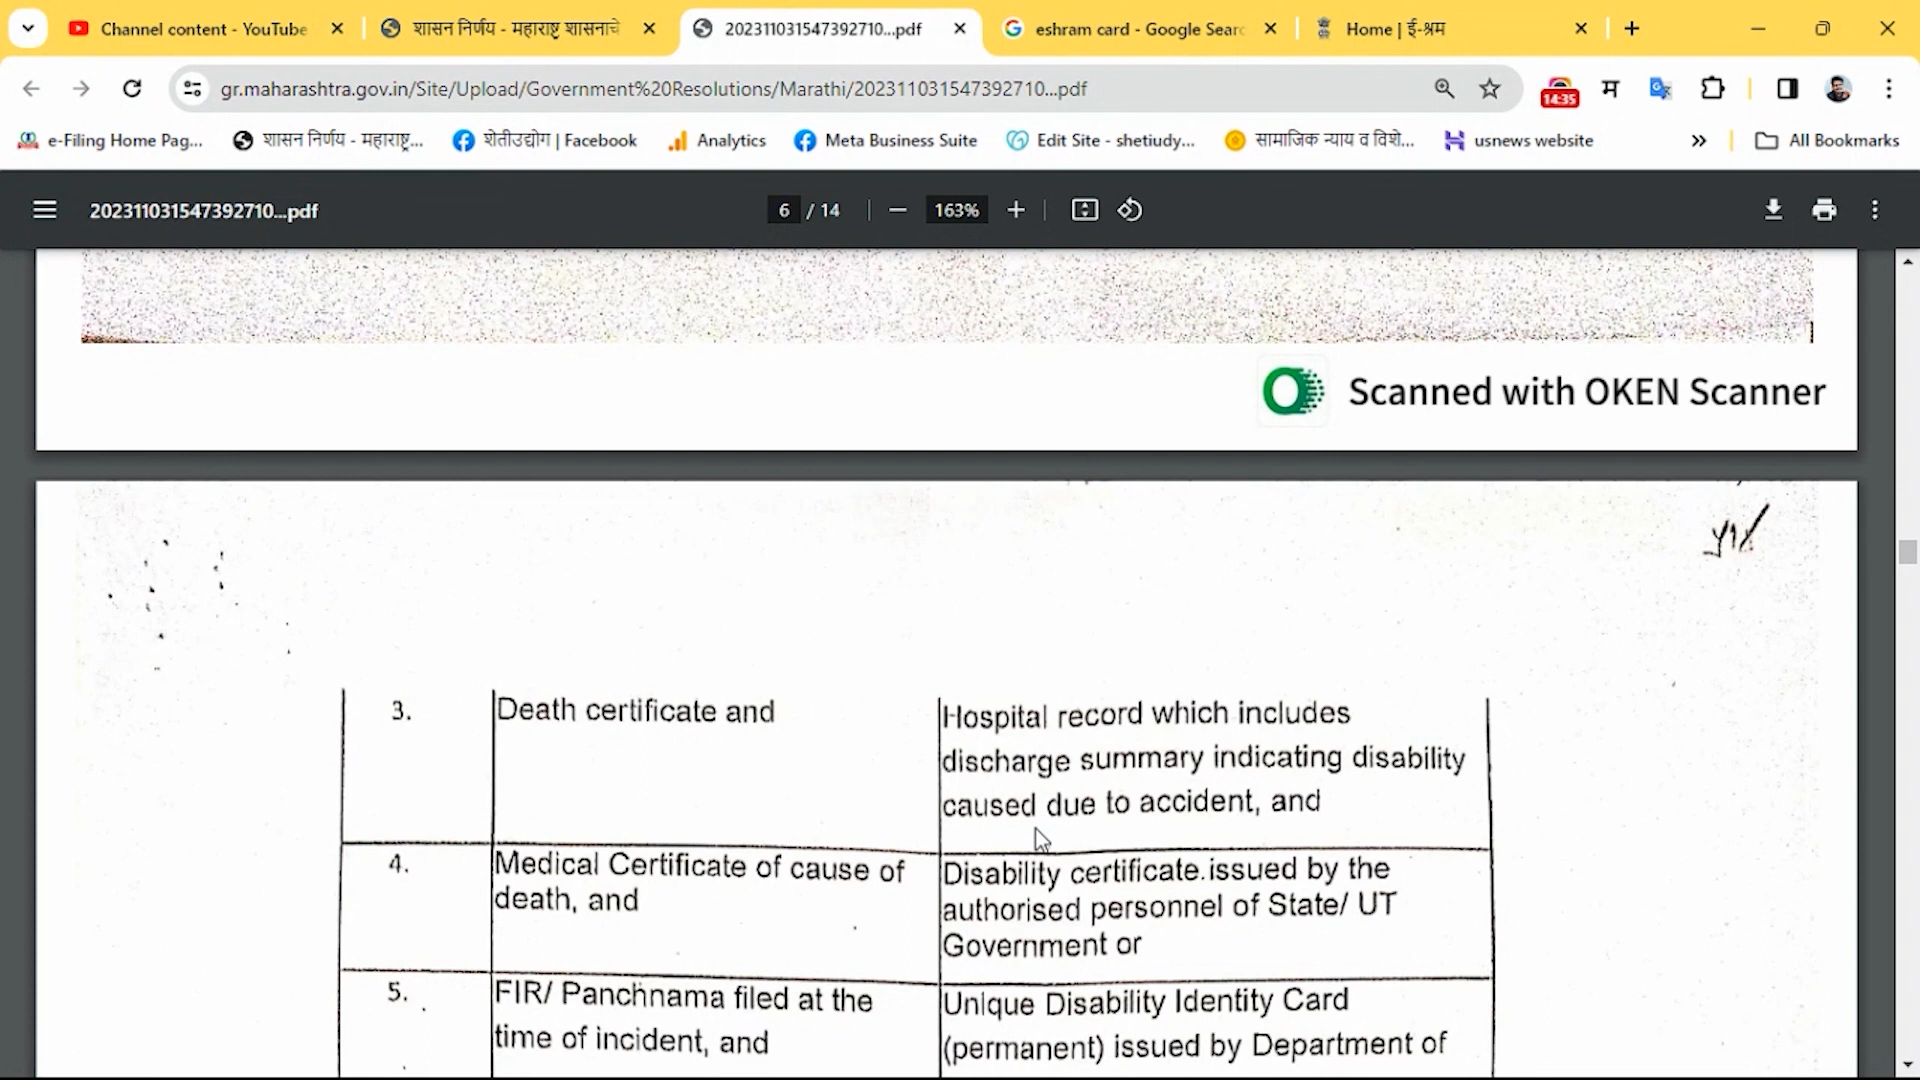 Channel content - YouTube
शासन निर्णय - महाराष्ट्र शासनाचे
202311031547392710...pdf
eshram card - Google Searc
Home | ई-श्रम
gr.maharashtra.gov.in/Site/Upload/Government%20Resolutions/Marathi/202311031547392710...pdf
14:35
म
e-Filing Home Pag...
शासन निर्णय - महाराष्ट्र...
शेतीउद्योग | Facebook
Analytics
Meta Business Suite
Edit Site - shetiudy...
सामाजिक न्याय व विशे...
usnews website
All Bookmarks
202311031547392710...pdf
6 / 14
163%
Scanned with OKEN Scanner
3.
Death certificate and
Hospital record which includes
discharge summary indicating disability
caused due to accident, and
4.
Medical Certificate of cause of
death, and
Disability certificate.issued by the
authorised personnel of State/ UT
Government or
5.
FIR/ Panchnama filed at the
time of incident, and
Unique Disability Identity Card
(permanent) issued by Department of